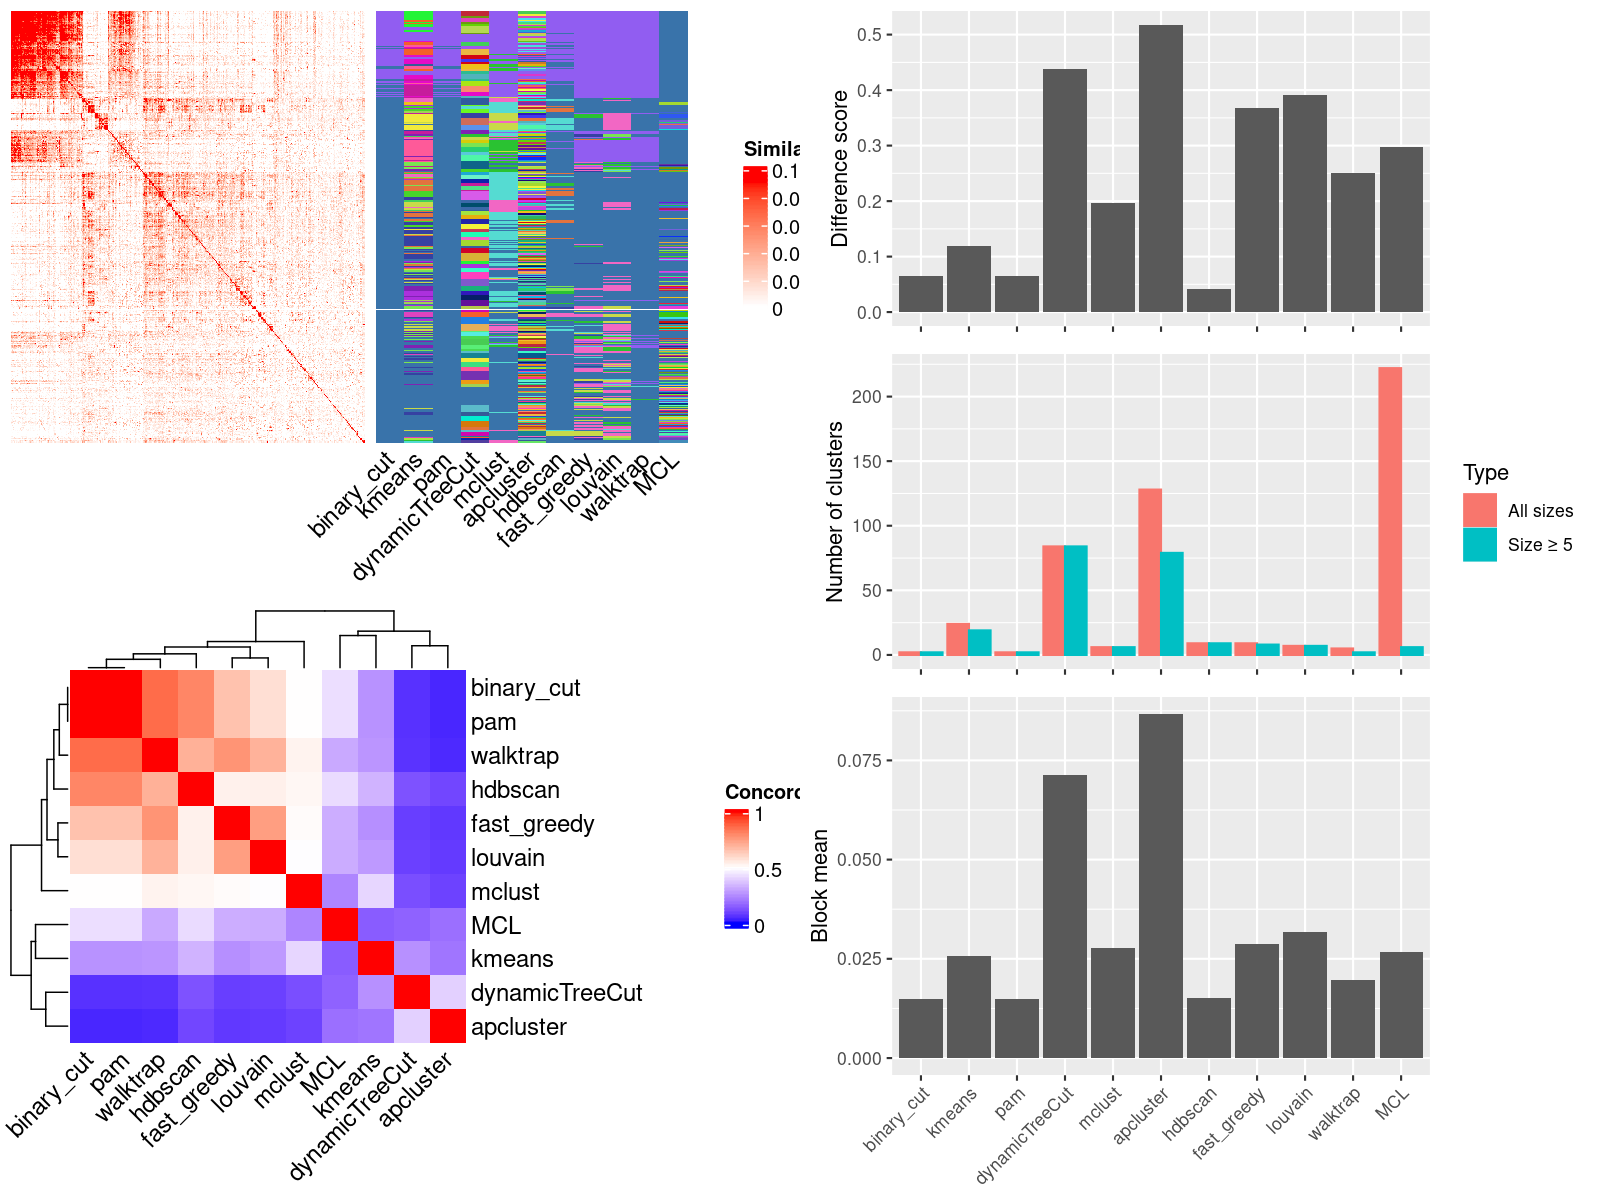 Simila
0.1
0.0
0.0
0.0
0.0
0
binary_cut
kmeans
pam
dynamicTreeCut
mclust
apcluster
hdbscan
fast_greedy
louvain
walktrap
MCL
binary_cut
pam
walktrap
hdbscan
fast_greedy
louvain
mclust
MCL
kmeans
dynamicTreeCut
apcluster
binary_cut
pam
walktrap
hdbscan
fast_greedy
louvain
mclust
MCL
kmeans
dynamicTreeCut
apcluster
Concord
1
0.5
0
Difference score
0.5
0.4
0.3
0.2
0.1
0.0
Number of clusters
200
150
100
50
0
Type
All sizes
Size ≥ 5
Block mean
0.075
0.050
0.025
0.000
binary_cut
kmeans
pam
dynamicTreeCut
mclust
apcluster
hdbscan
fast_greedy
louvain
walktrap
MCL